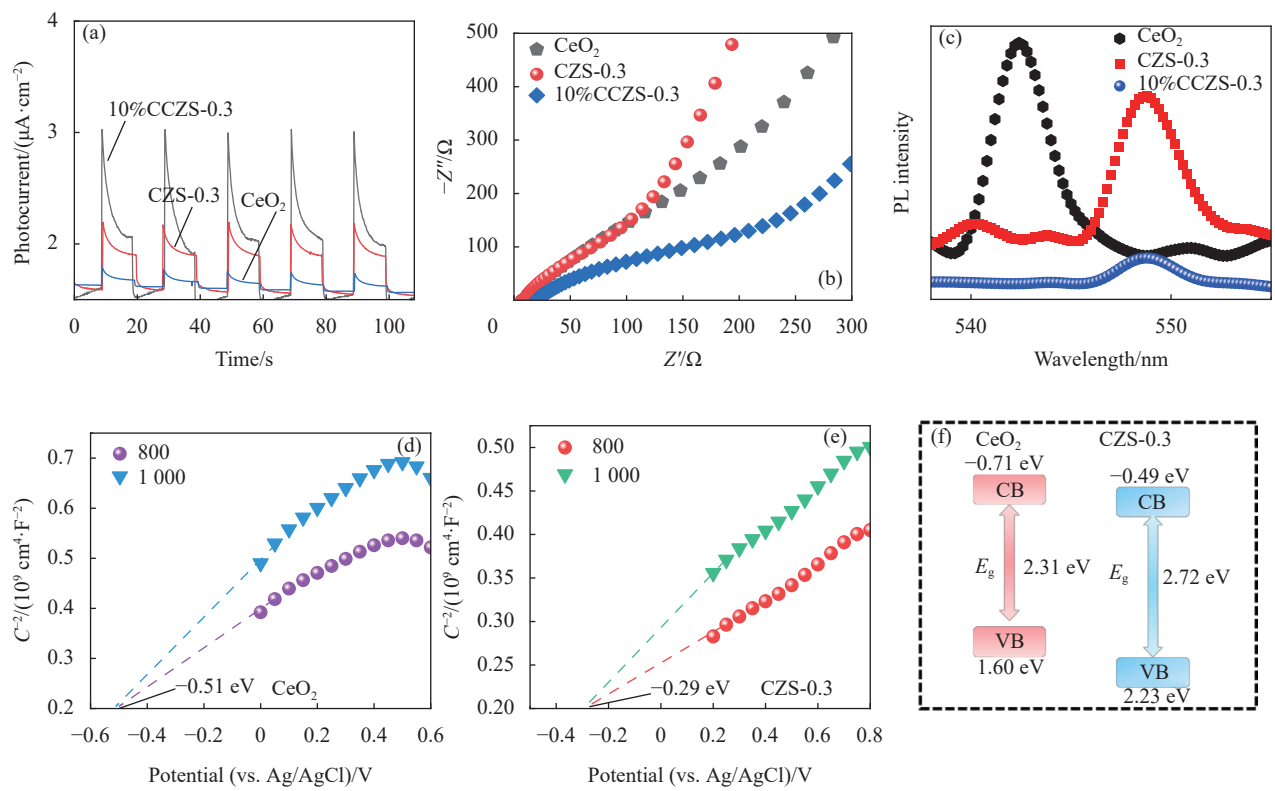 (a)
Photocurrent/(μA·cm⁻²)
4
3
2
10%CCZS-0.3
CZS-0.3
CeO₂
0 20 40 60 80 100
Time/s
(b)
−Z″/Ω
500
400
300
200
100
CeO₂
CZS-0.3
10%CCZS-0.3
0 50 100 150 200 250 300
Z′/Ω
(c)
PL intensity
CeO₂
CZS-0.3
10%CCZS-0.3
540 550
Wavelength/nm
(d)
C⁻²/(10⁹ cm⁴·F⁻²)
800
1 000
0.7
0.6
0.5
0.4
0.3
0.2
−0.51 eV
CeO₂
−0.6 −0.4 −0.2 0 0.2 0.4 0.6
Potential (vs. Ag/AgCl)/V
(e)
C⁻²/(10⁹ cm⁴·F⁻²)
800
1 000
0.50
0.45
0.40
0.35
0.30
0.25
0.20
−0.29 eV
CZS-0.3
−0.4 −0.2 0 0.2 0.4 0.6 0.8
Potential (vs. Ag/AgCl)/V
(f)
CeO₂ CZS-0.3
−0.71 eV −0.49 eV
CB CB
E_g 2.31 eV E_g 2.72 eV
VB VB
1.60 eV 2.23 eV